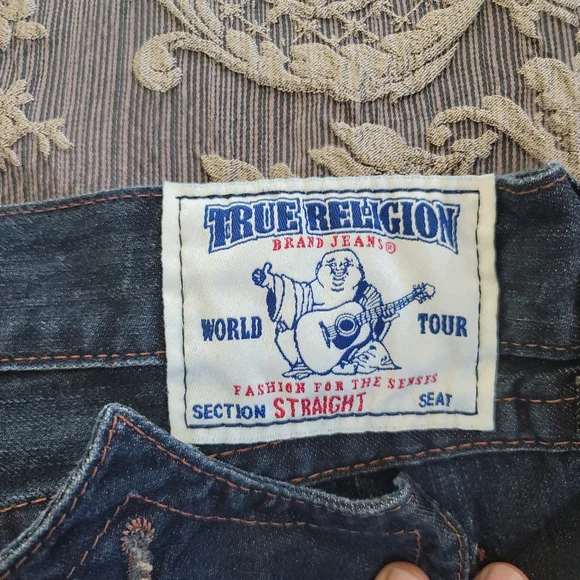 TRUE RELIGION
BRAND JEANS®
WORLD TOUR
FASHION FOR THE SENSES
SECTION STRAIGHT SEAT